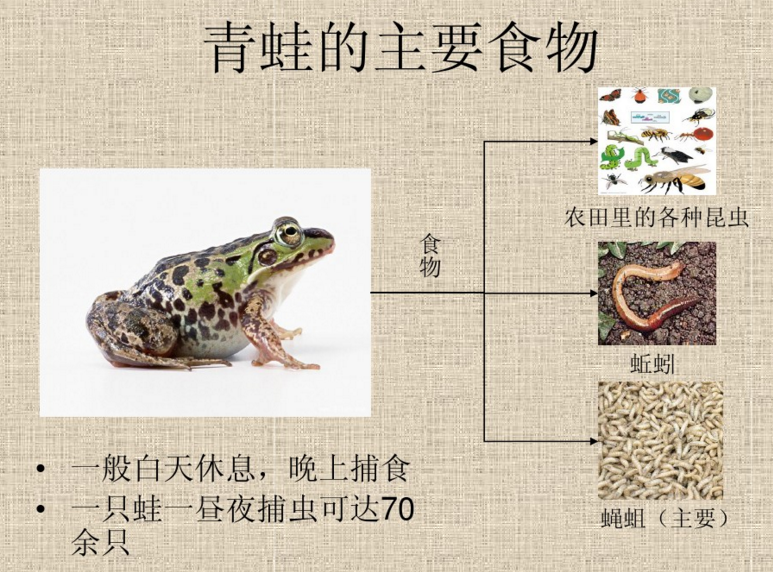 青蛙的主要食物
食物
农田里的各种昆虫
蚯蚓
蝇蛆（主要）
• 一般白天休息，晚上捕食
• 一只蛙一昼夜捕虫可达70
余只